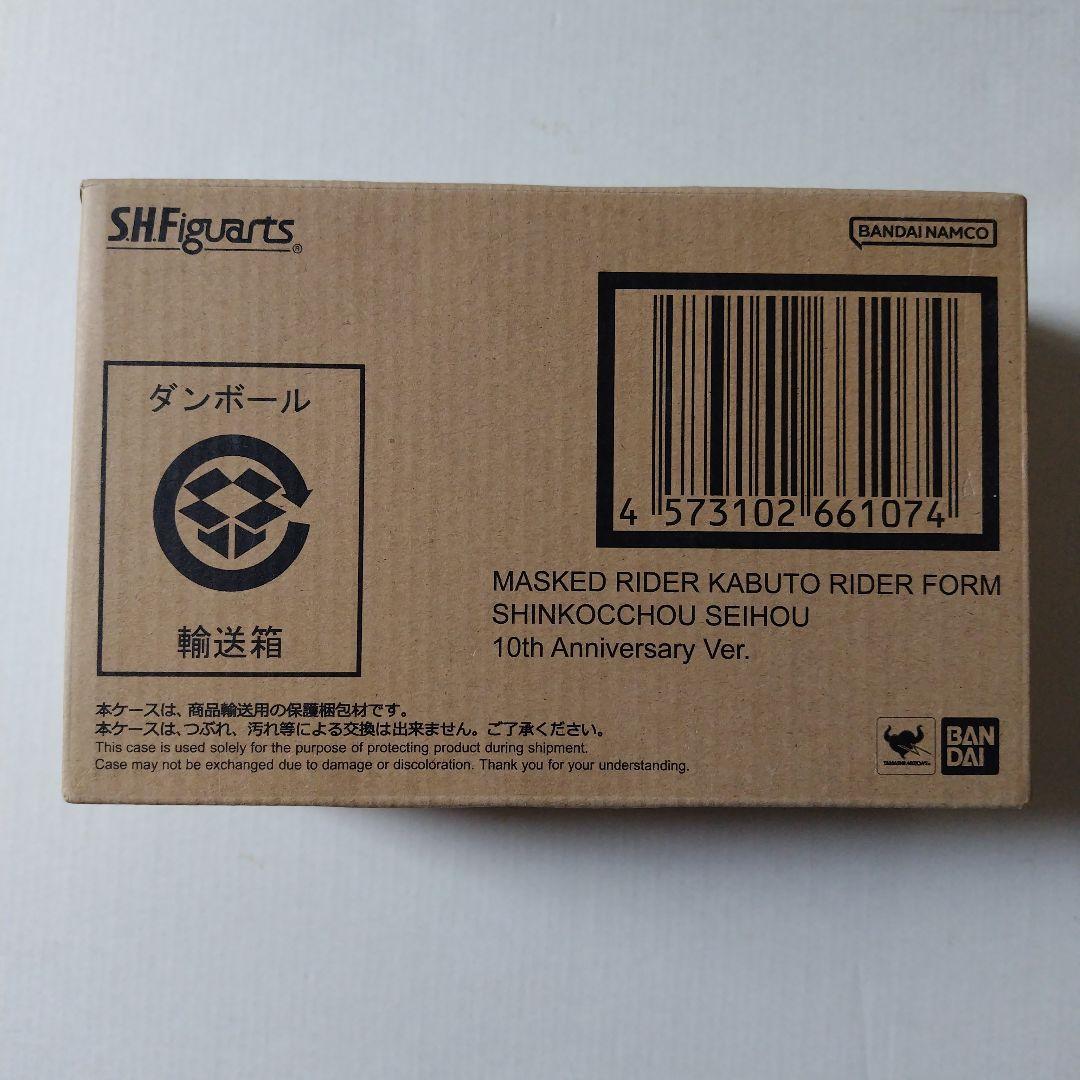 S.H.Figuarts®
BANDAI NAMCO
ダンボール
輸送箱
4 573102 661074
MASKED RIDER KABUTO RIDER FORM
SHINKOCCHOU SEIHOU
10th Anniversary Ver.
本ケースは、商品輸送用の保護梱包材です。
本ケースは、つぶれ、汚れ等による交換は出来ません。ご了承ください。
This case is used solely for the purpose of protecting product during shipment.
Case may not be exchanged due to damage or discoloration. Thank you for your understanding.
TAMASHII NATIONS
BAN
DAI